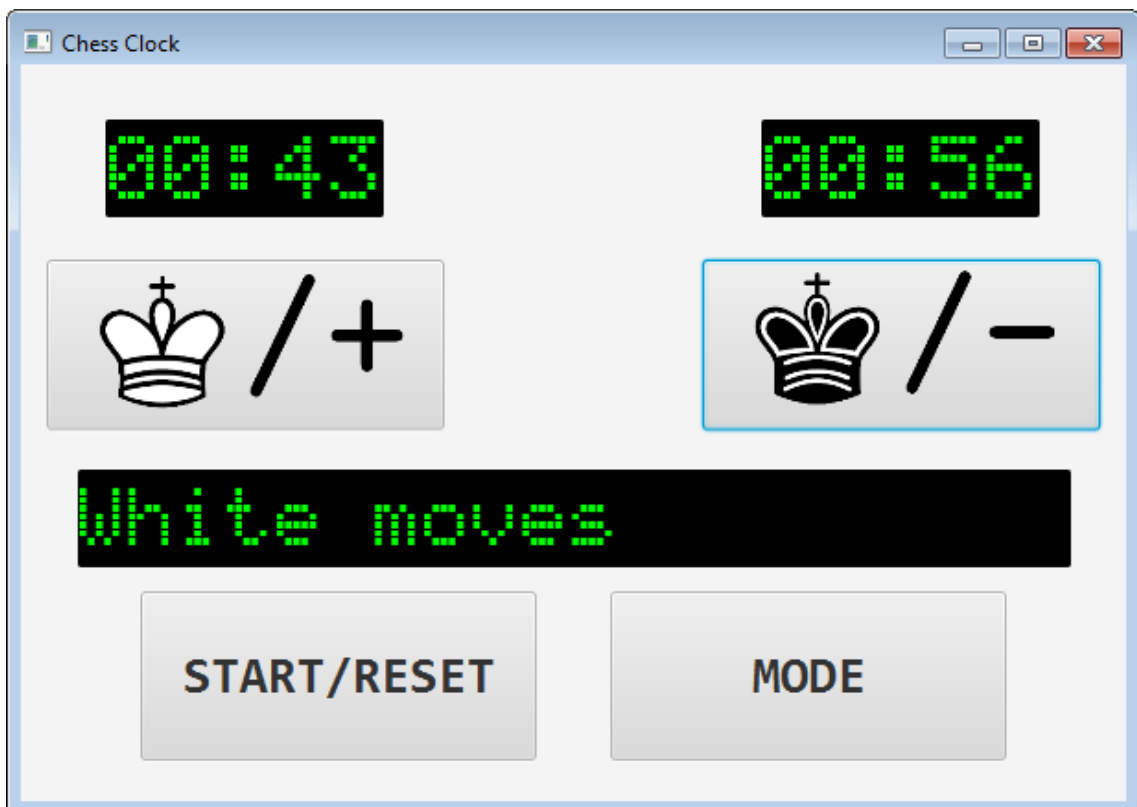 Chess Clock
00:43 00:56
/+ /-
White moves
START/RESET MODE